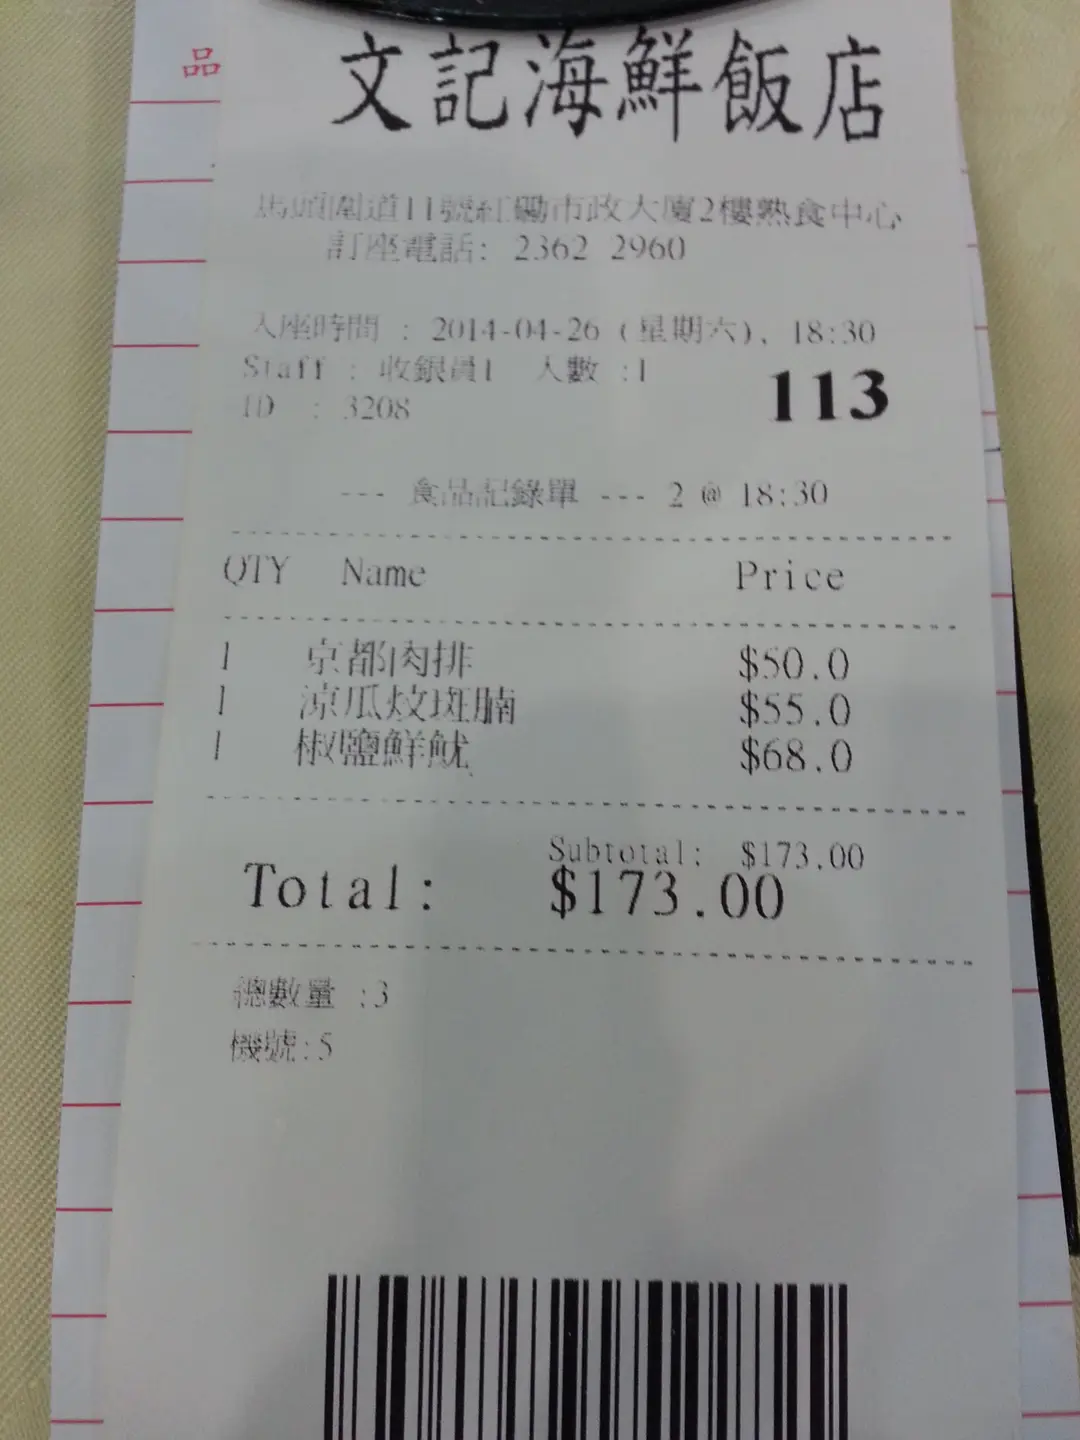 品
文記海鮮飯店
馬頭圍道11號紅磡市政大廈2樓熟食中心
訂座電話: 2362 2960
入座時間 : 2014-04-26 (星期六), 18:30
Staff : 收銀員1 人數 :1
113
ID : 3208
--- 食品記錄單 --- 2 @ 18:30
QTY Name Price
1 京都肉排 $50.0
1 涼瓜炆斑腩 $55.0
1 椒鹽鮮魷 $68.0
Subtotal: $173.00
Total: $173.00
總數量 :3
機號:5